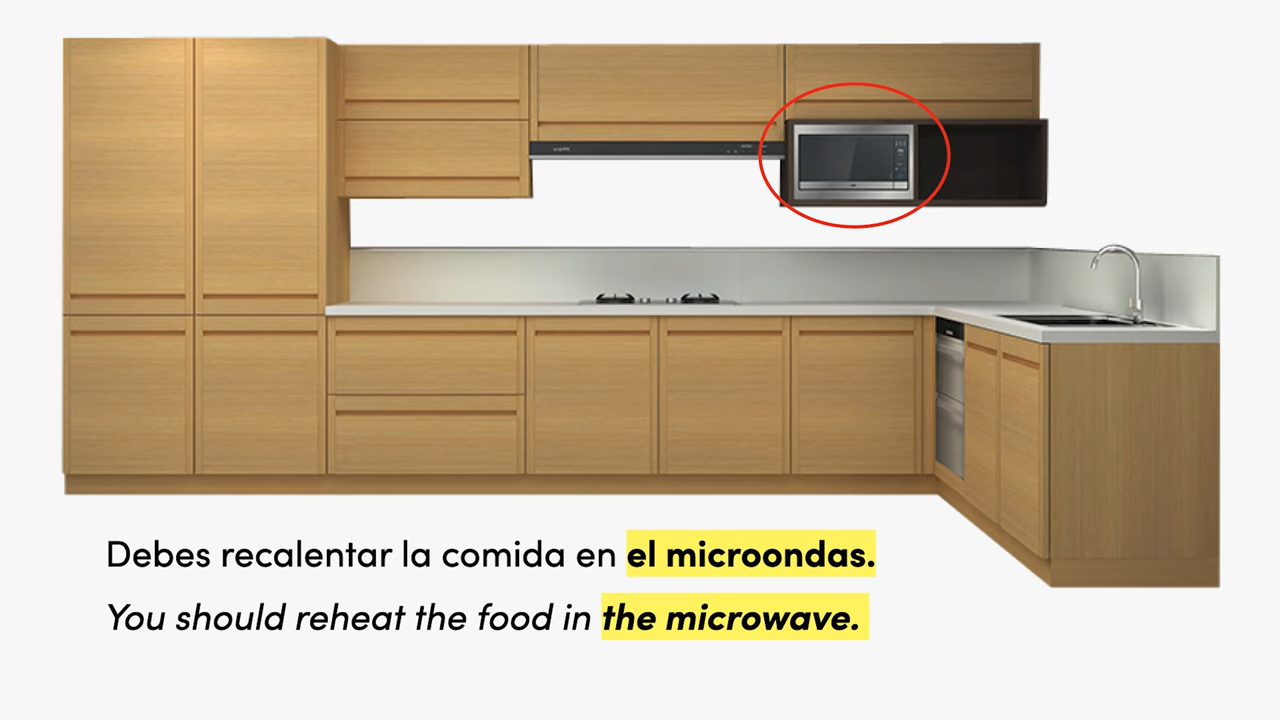 Debes recalentar la comida en el microondas.
You should reheat the food in the microwave.